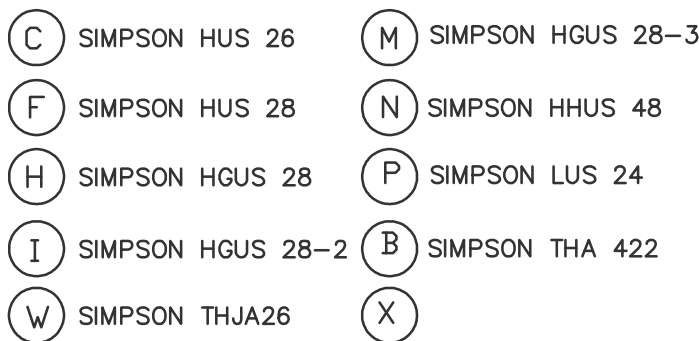 C SIMPSON HUS 26
F SIMPSON HUS 28
H SIMPSON HGUS 28
I SIMPSON HGUS 28-2
W SIMPSON THJA26
M SIMPSON HGUS 28-3
N SIMPSON HHUS 48
P SIMPSON LUS 24
B SIMPSON THA 422
X